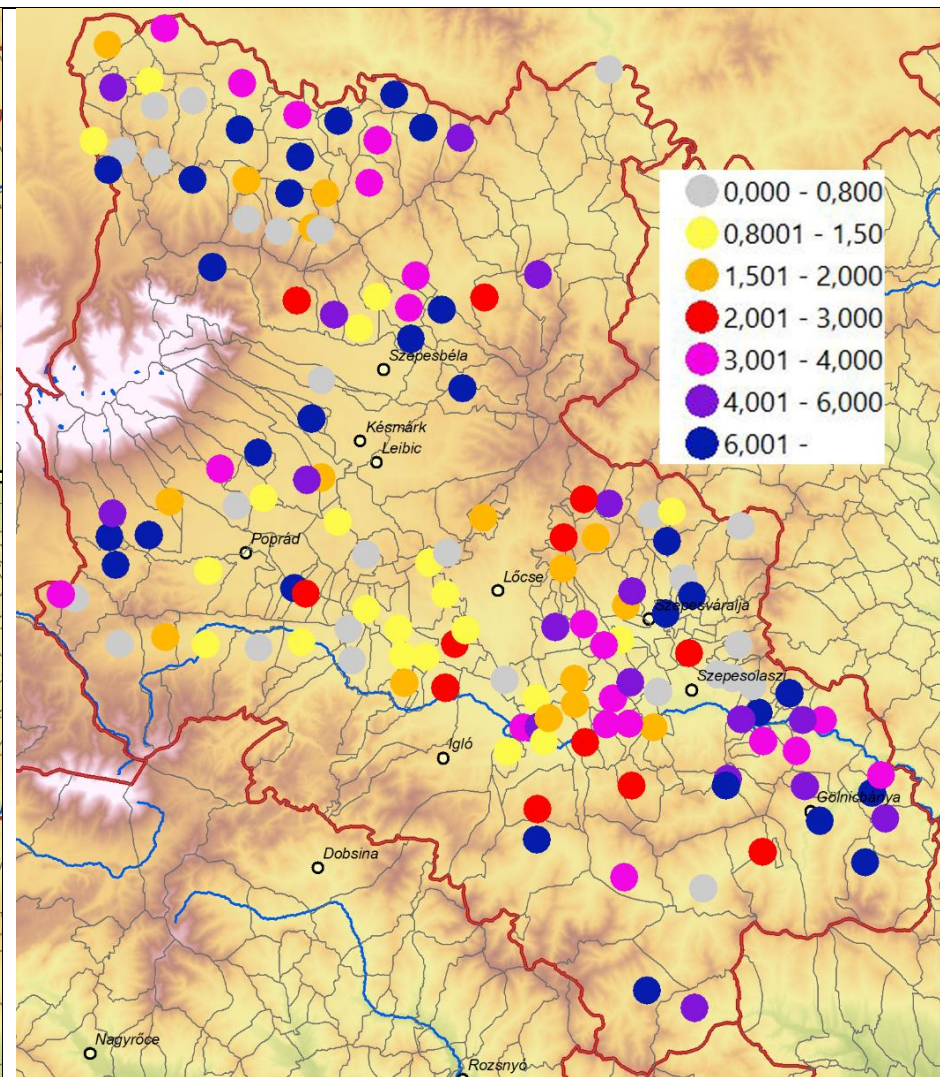 0,000 - 0,800
0,8001 - 1,50
1,501 - 2,000
2,001 - 3,000
3,001 - 4,000
4,001 - 6,000
6,001 -
Szepesbéla
Késmárk
Leibic
Poprád
Lőcse
Szepesváralja
Szepesolaszi
Igló
Gölnicbánya
Dobsina
Nagyrőce
Rozsnyó